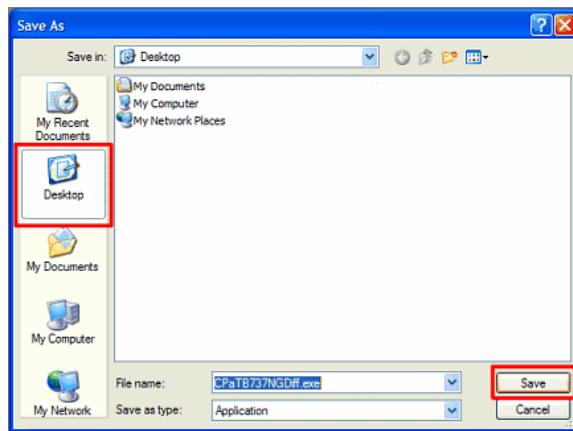 Save As
Save in: Desktop
My Documents
My Computer
My Network Places
My Recent
Documents
Desktop
My Documents
My Computer
My Network
File name: CPaTB737NGDiff.exe Save
Save as type: Application Cancel